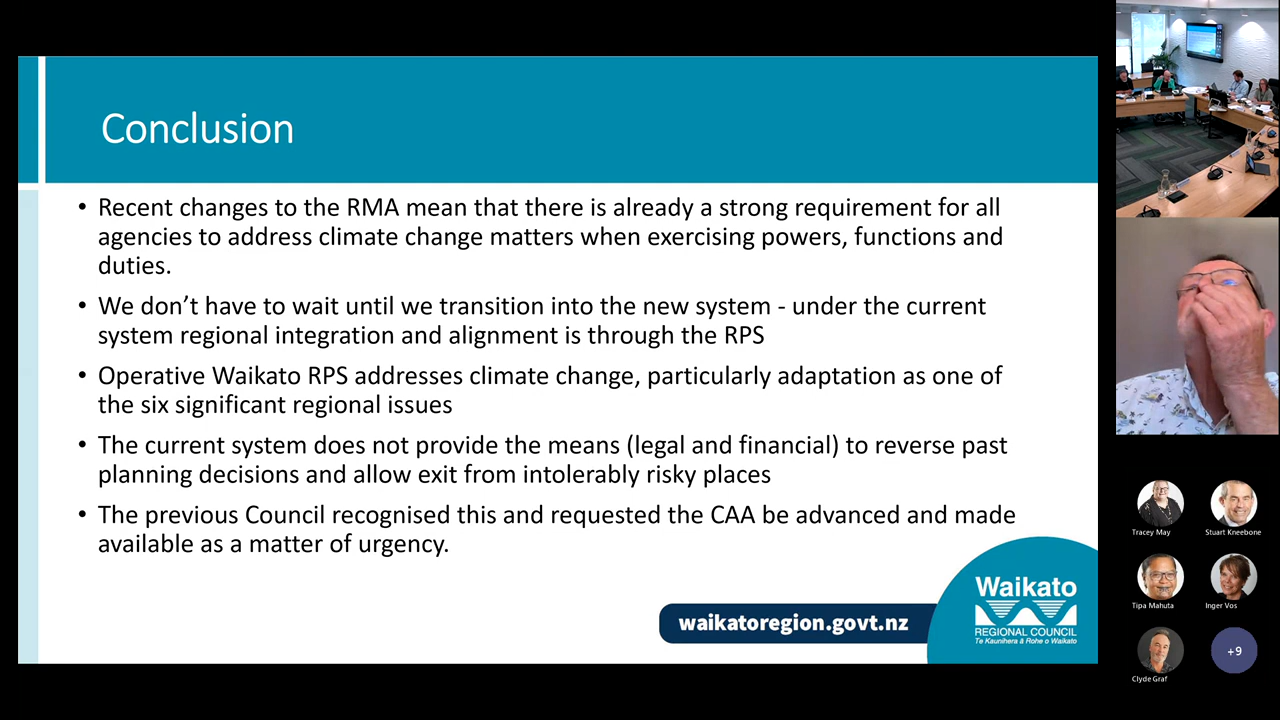 Conclusion
• Recent changes to the RMA mean that there is already a strong requirement for all
agencies to address climate change matters when exercising powers, functions and
duties.
• We don’t have to wait until we transition into the new system - under the current
system regional integration and alignment is through the RPS
• Operative Waikato RPS addresses climate change, particularly adaptation as one of
the six significant regional issues
• The current system does not provide the means (legal and financial) to reverse past
planning decisions and allow exit from intolerably risky places
• The previous Council recognised this and requested the CAA be advanced and made
available as a matter of urgency.
waikatoregion.govt.nz
Waikato
REGIONAL COUNCIL
Te Kaunihera ā Rohe o Waikato
Tracey May
Stuart Kneebone
Tipa Mahuta
Inger Vos
Clyde Graf
+9